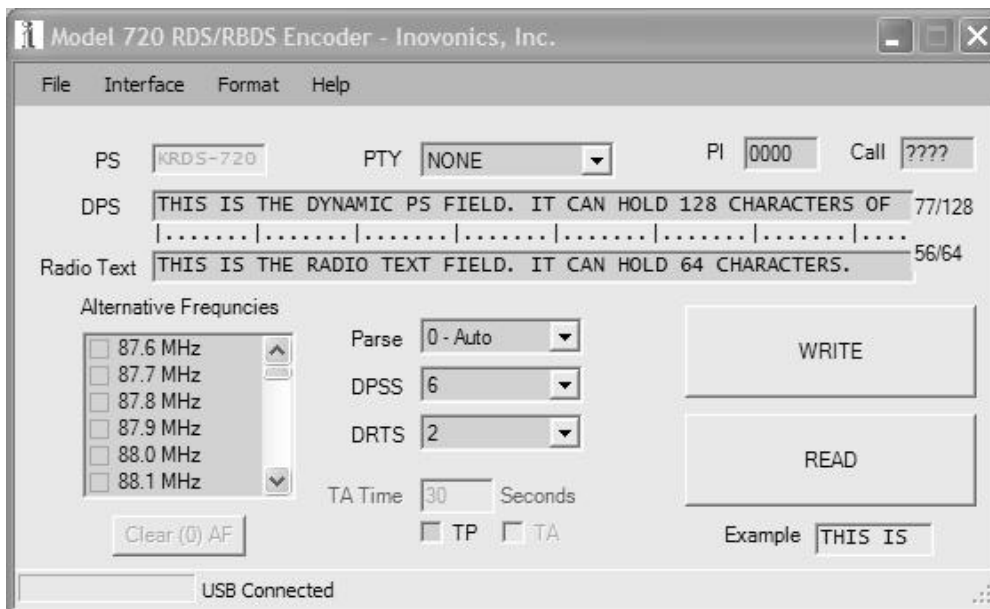 Model 720 RDS/RBDS Encoder - Inovonics, Inc.
File Interface Format Help
PS KRDS-720 PTY NONE PI 0000 Call ????
DPS THIS IS THE DYNAMIC PS FIELD. IT CAN HOLD 128 CHARACTERS OF 77/128
|.......|.......|.......|.......|.......|.......|.......|....
Radio Text THIS IS THE RADIO TEXT FIELD. IT CAN HOLD 64 CHARACTERS. 56/64
Alternative Frequncies
87.6 MHz
87.7 MHz
87.8 MHz
87.9 MHz
88.0 MHz
88.1 MHz
Clear (0) AF
Parse 0 - Auto
DPSS 6
DRTS 2
TA Time 30 Seconds
TP TA
WRITE
READ
Example THIS IS
USB Connected